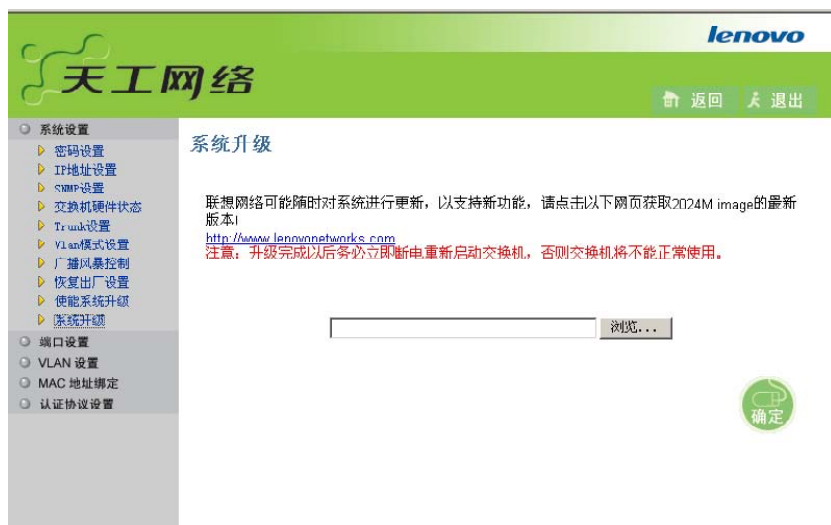 lenovo
天工网络
返回 退出
系统设置
密码设置
IP地址设置
SNMP设置
交换机硬件状态
Trunk设置
Vlan模式设置
广播风暴控制
恢复出厂设置
使能系统升级
系统升级
端口设置
VLAN 设置
MAC 地址绑定
认证协议设置
系统升级
联想网络可能随时对系统进行更新，以支持新功能，请点击以下网页获取2024M image的最新
版本!
http://www.lenovonetworks.com
注意：升级完成以后务必立即断电重新启动交换机，否则交换机将不能正常使用。
浏览...
确定